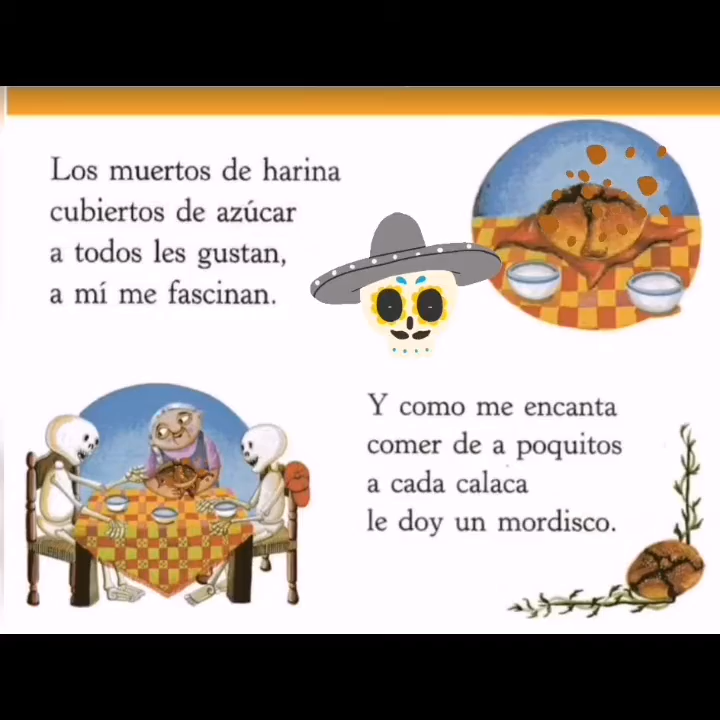 Los muertos de harina
cubiertos de azúcar
a todos les gustan,
a mí me fascinan.
Y como me encanta
comer de a poquitos
a cada calaca
le doy un mordisco.